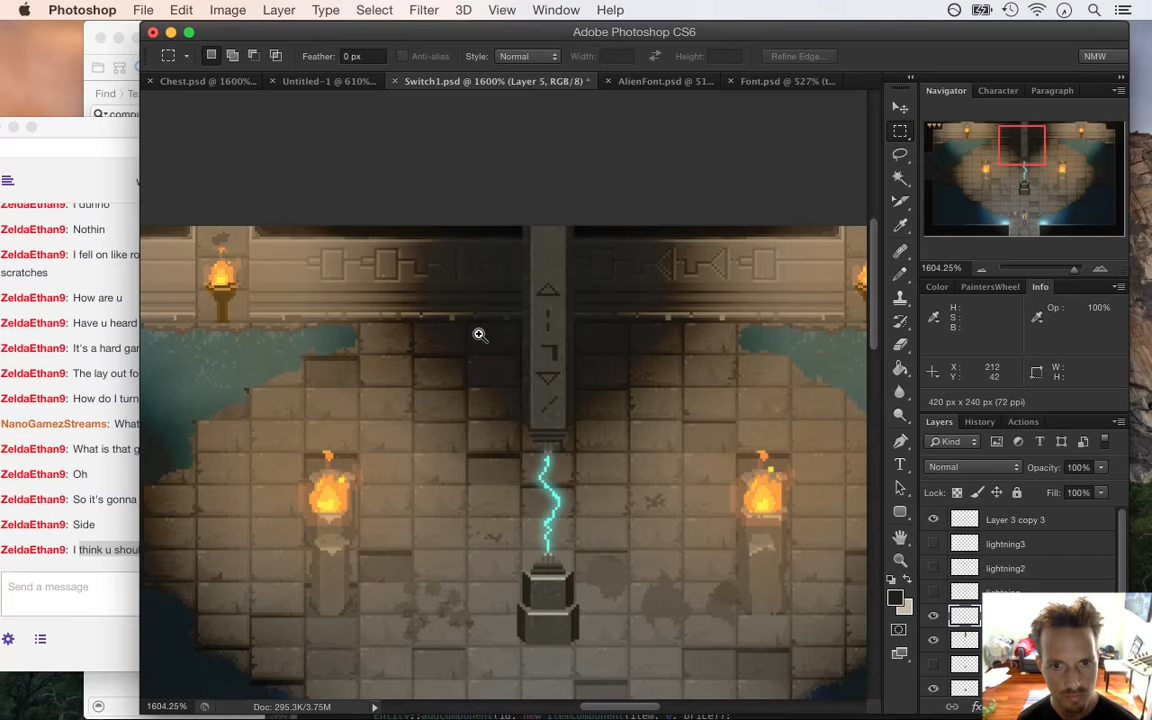 Photoshop File Edit Image Layer Type Select Filter 3D View Window Help
Adobe Photoshop CS6
Feather: 0 px Anti-alias Style: Normal Width: Height: Refine Edge... NMW
Chest.psd @ 1600%... Untitled-1 @ 610%... Switch1.psd @ 1600% (Layer 5, RGB/8) * AlienFont.psd @ 51... Font.psd @ 527% (t...
Find
Q▾ comp
ZeldaEthan9: I dunno
ZeldaEthan9: Nothin
ZeldaEthan9: I fell on like ro
scratches
ZeldaEthan9: How are u
ZeldaEthan9: Have u heard
ZeldaEthan9: It's a hard gar
ZeldaEthan9: The lay out fo
ZeldaEthan9: How do I turn
NanoGamezStreams: What
ZeldaEthan9: What is that g
ZeldaEthan9: Oh
ZeldaEthan9: So it's gonna
ZeldaEthan9: Side
ZeldaEthan9: I think u shou
Send a message
Navigator Character Paragraph
1604.25%
Color PaintersWheel Info
H:
S:
B:
Op: 100%
X: 212
Y: 42
W:
H:
420 px x 240 px (72 ppi)
Layers History Actions
Kind
Normal Opacity: 100%
Lock: Fill: 100%
Layer 3 copy 3
lightning3
lightning2
1604.25% Doc: 295.3K/3.75M